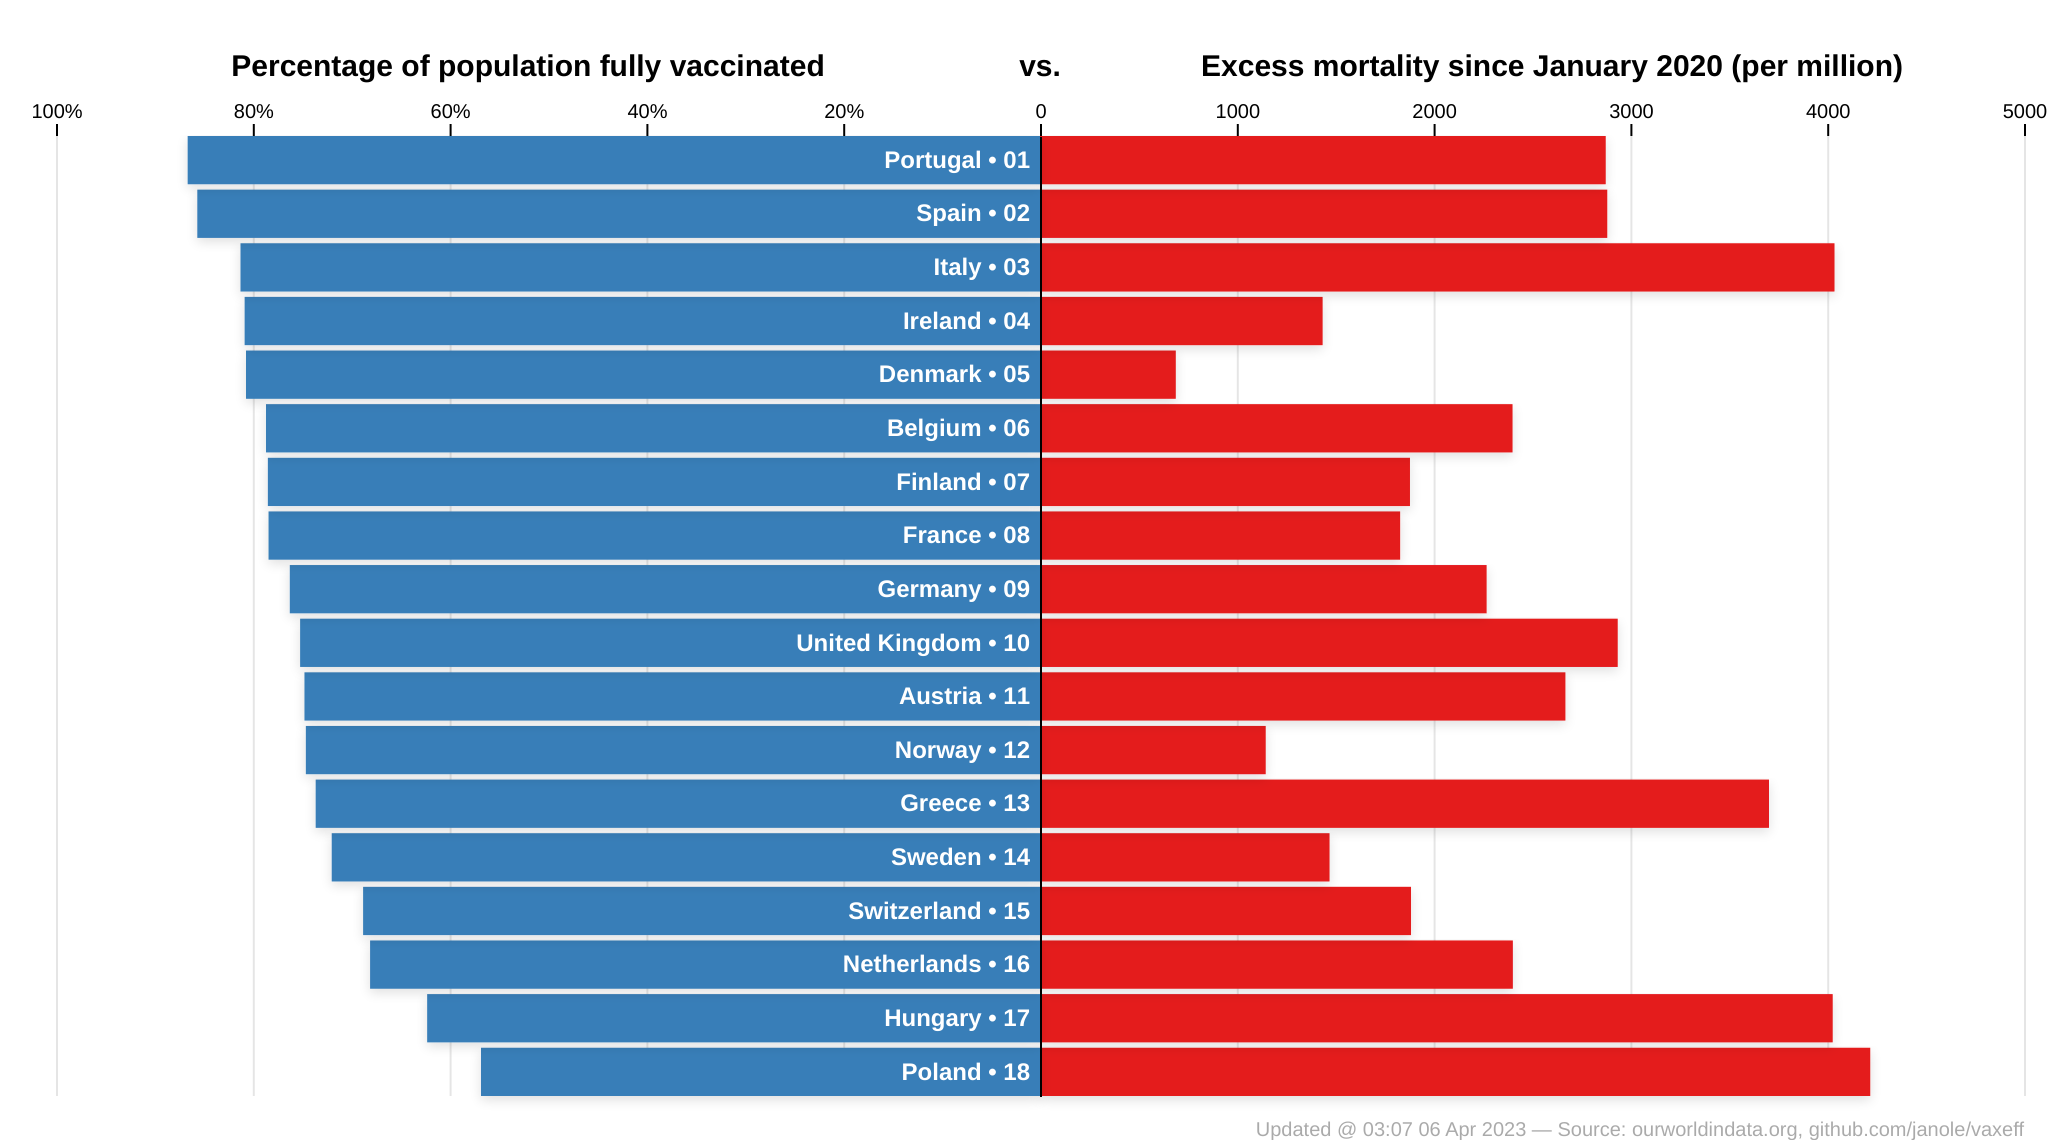 Percentage of population fully vaccinated vs. Excess mortality since January 2020 (per million)
100% 80% 60% 40% 20% 0 1000 2000 3000 4000 5000
Portugal • 01
Spain • 02
Italy • 03
Ireland • 04
Denmark • 05
Belgium • 06
Finland • 07
France • 08
Germany • 09
United Kingdom • 10
Austria • 11
Norway • 12
Greece • 13
Sweden • 14
Switzerland • 15
Netherlands • 16
Hungary • 17
Poland • 18
Updated @ 03:07 06 Apr 2023 — Source: ourworldindata.org, github.com/janole/vaxeff